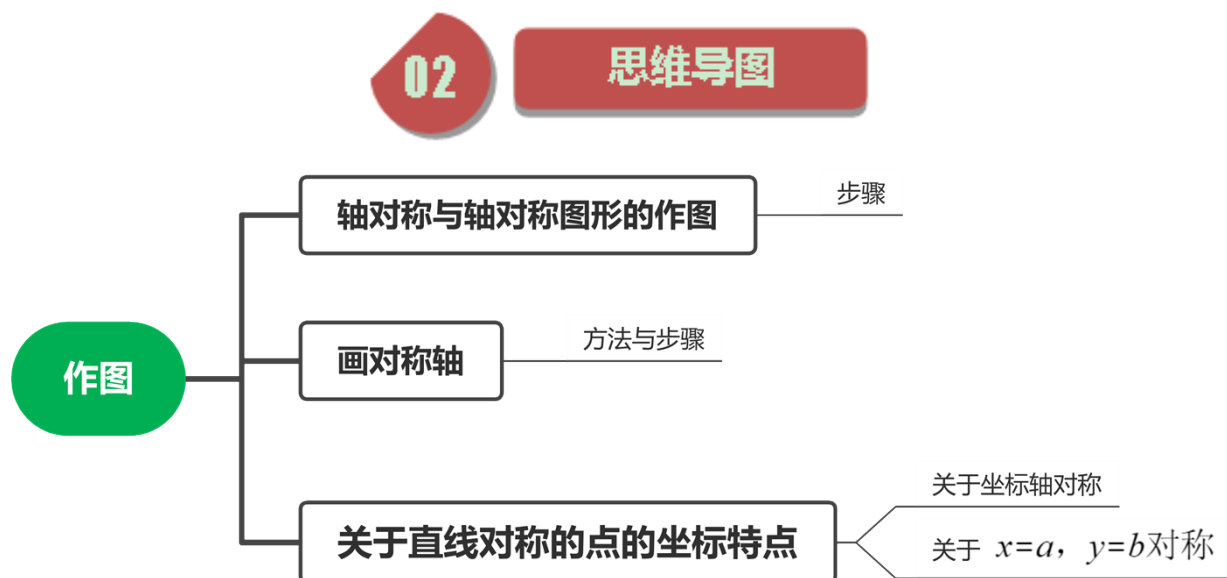 02
思维导图
轴对称与轴对称图形的作图
步骤
画对称轴
方法与步骤
作图
关于直线对称的点的坐标特点
关于坐标轴对称
关于 x=a，y=b对称